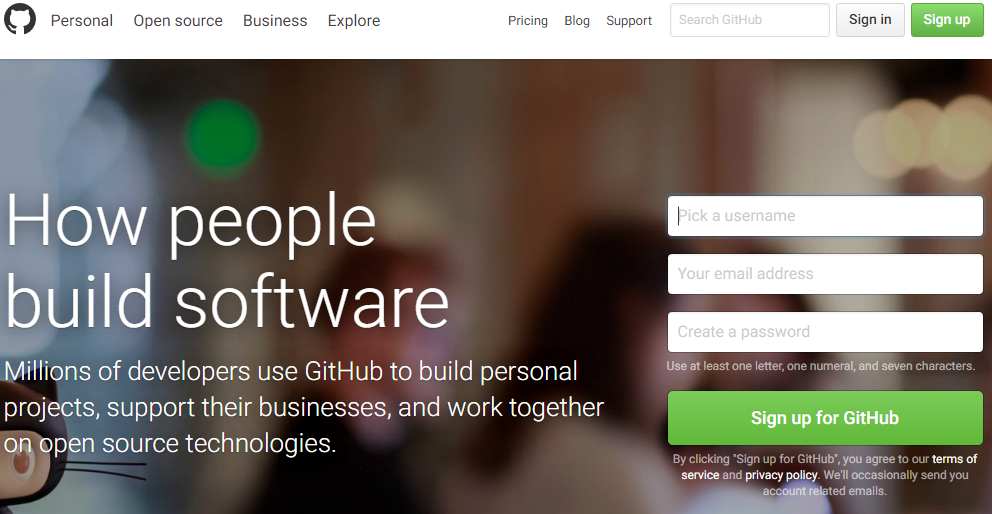 Personal Open source Business Explore Pricing Blog Support Search GitHub Sign in Sign up
How people
build software
Millions of developers use GitHub to build personal
projects, support their businesses, and work together
on open source technologies.
Pick a username
Your email address
Create a password
Use at least one letter, one numeral, and seven characters.
Sign up for GitHub
By clicking "Sign up for GitHub", you agree to our terms of
service and privacy policy. We'll occasionally send you
account related emails.